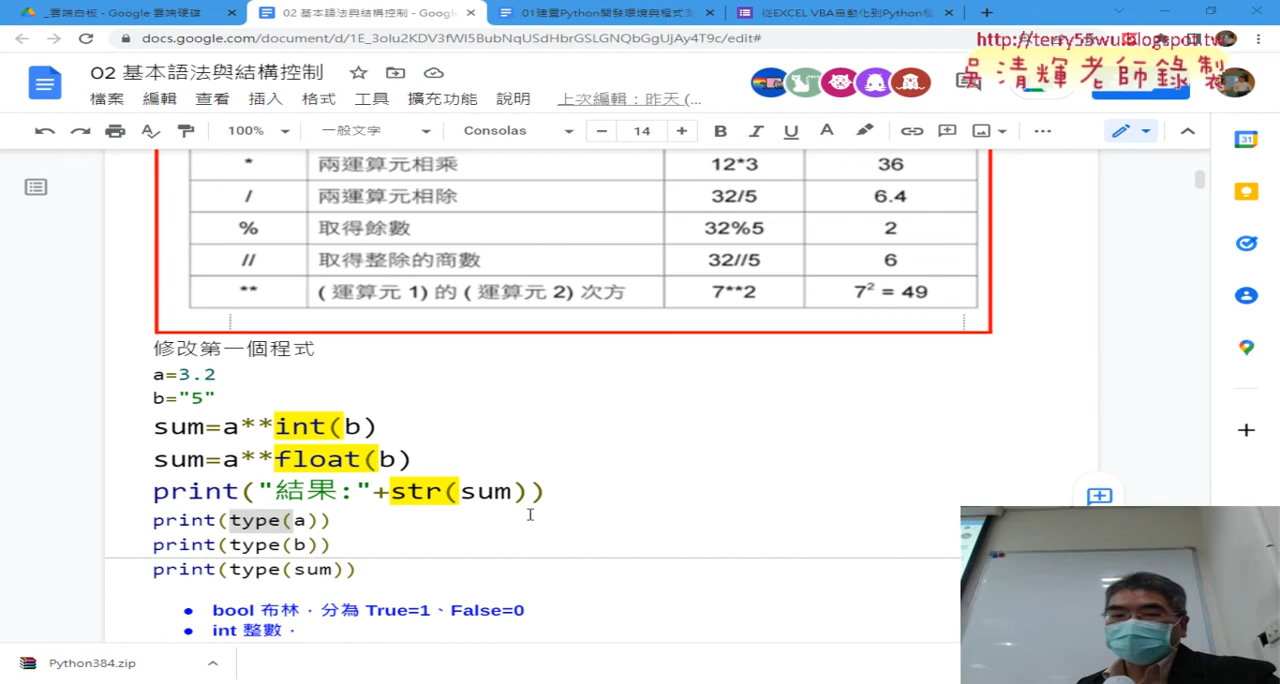 _雲端白板 - Google 雲端硬碟
02 基本語法與結構控制 - Googl
01建置Python開發環境與程式
從EXCEL VBA自動化到Python程
docs.google.com/document/d/1E_3olu2KDV3fWI5BubNqUSdHbrGSLGNQbGgUjAy4T9c/edit#
http://terry55wu.blogspot.tw
吳清輝老師錄製
02 基本語法與結構控制
檔案 編輯 查看 插入 格式 工具 擴充功能 說明 上次編輯：昨天 (...
100% 一般文字 Consolas 14 B I U A
31
* 兩運算元相乘 12*3 36
/ 兩運算元相除 32/5 6.4
% 取得餘數 32%5 2
// 取得整除的商數 32//5 6
** ( 運算元 1) 的 ( 運算元 2) 次方 7**2 7² = 49
修改第一個程式
a=3.2
b="5"
sum=a**int(b)
sum=a**float(b)
print("結果:"+str(sum))
print(type(a))
print(type(b))
print(type(sum))
● bool 布林．分為 True=1、False=0
● int 整數．
Python384.zip